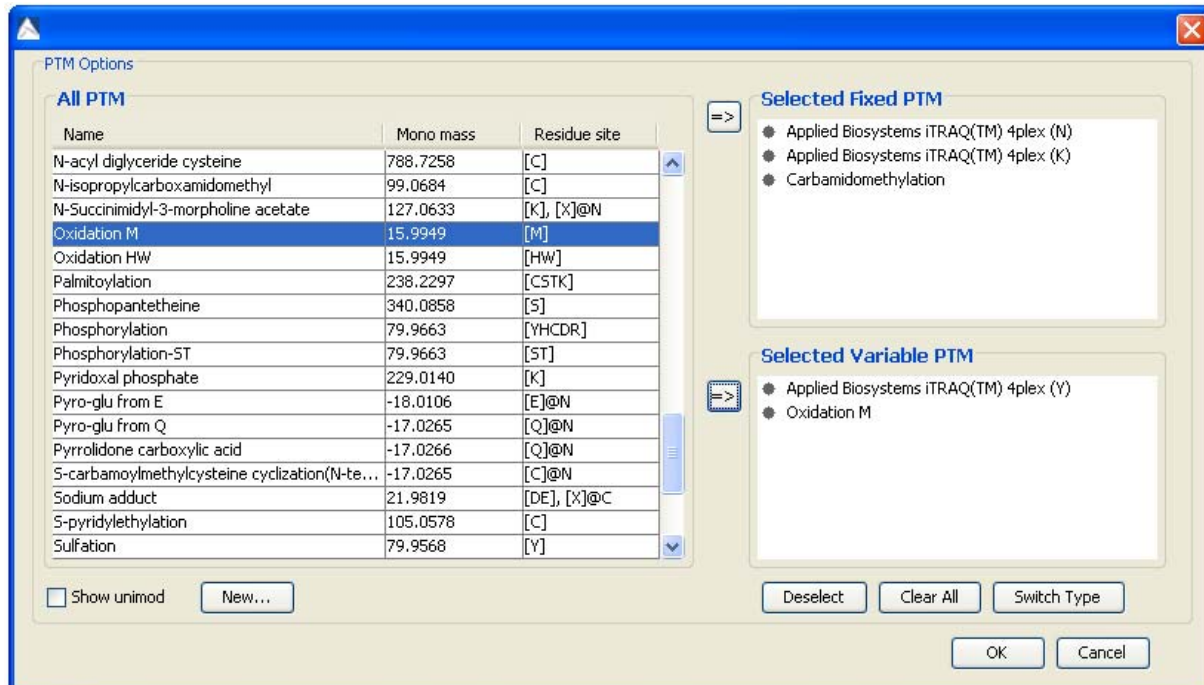 PTM Options
All PTM
Name Mono mass Residue site
N-acyl diglyceride cysteine 788.7258 [C]
N-isopropylcarboxamidomethyl 99.0684 [C]
N-Succinimidyl-3-morpholine acetate 127.0633 [K], [X]@N
Oxidation M 15.9949 [M]
Oxidation HW 15.9949 [HW]
Palmitoylation 238.2297 [CSTK]
Phosphopantetheine 340.0858 [S]
Phosphorylation 79.9663 [YHCDR]
Phosphorylation-ST 79.9663 [ST]
Pyridoxal phosphate 229.0140 [K]
Pyro-glu from E -18.0106 [E]@N
Pyro-glu from Q -17.0265 [Q]@N
Pyrrolidone carboxylic acid -17.0266 [Q]@N
S-carbamoylmethylcysteine cyclization(N-te... -17.0265 [C]@N
Sodium adduct 21.9819 [DE], [X]@C
S-pyridylethylation 105.0578 [C]
Sulfation 79.9568 [Y]
Show unimod New...
=>
Selected Fixed PTM
Applied Biosystems iTRAQ(TM) 4plex (N)
Applied Biosystems iTRAQ(TM) 4plex (K)
Carbamidomethylation
=>
Selected Variable PTM
Applied Biosystems iTRAQ(TM) 4plex (Y)
Oxidation M
Deselect Clear All Switch Type
OK Cancel